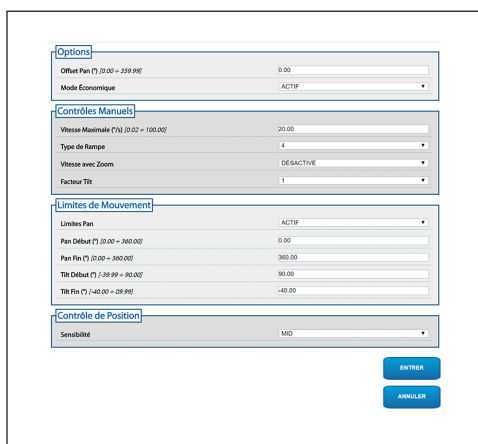 Options
Offset Pan (°) [0.00 ÷ 359.99] 0.00
Mode Économique ACTIF
Contrôles Manuels
Vitesse Maximale (°/s) [0.02 ÷ 100.00] 20.00
Type de Rampe 4
Vitesse avec Zoom DÉSACTIVÉ
Facteur Tilt 1
Limites de Mouvement
Limites Pan ACTIF
Pan Début (°) [0.00 ÷ 360.00] 0.00
Pan Fin (°) [0.00 ÷ 360.00] 360.00
Tilt Début (°) [-39.99 ÷ 90.00] 90.00
Tilt Fin (°) [-40.00 ÷ 89.99] -40.00
Contrôle de Position
Sensibilité MID
ENTRER
ANNULER